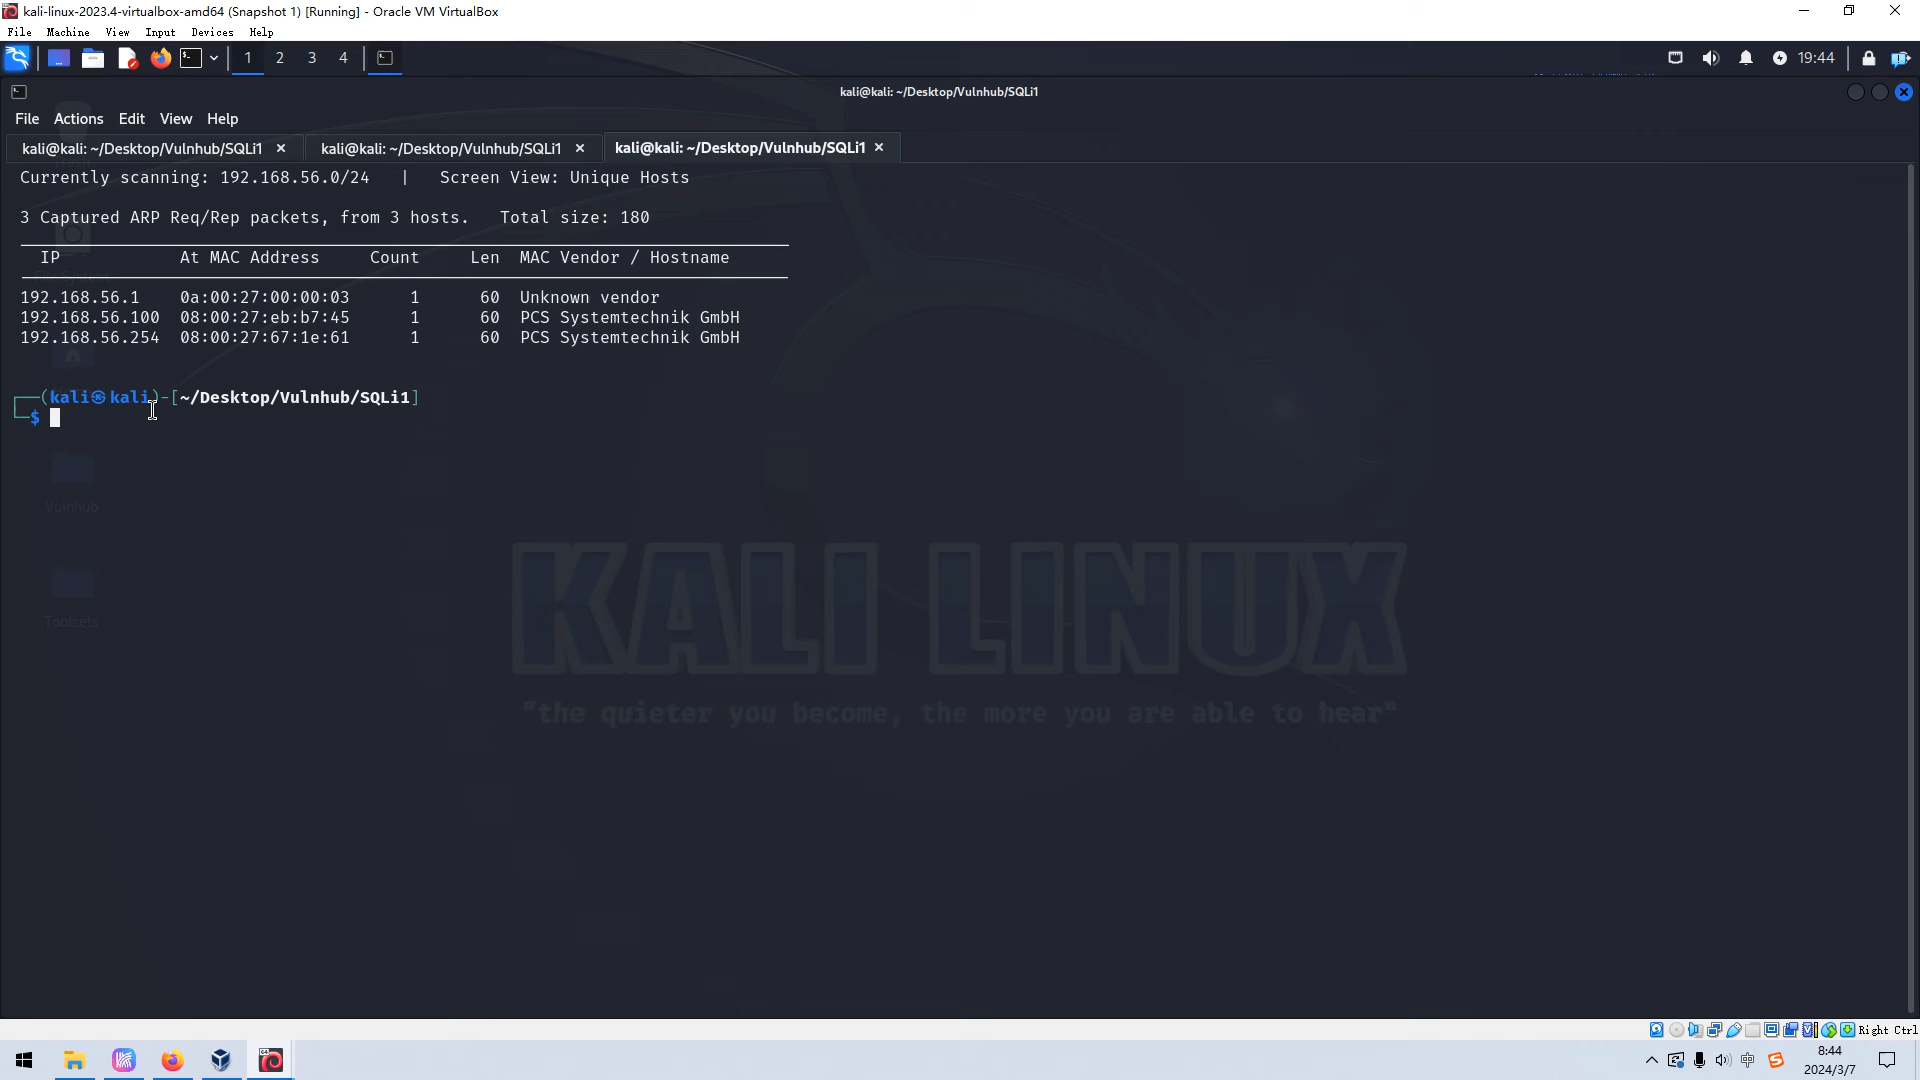 kali-linux-2023.4-virtualbox-amd64 (Snapshot 1) [Running] - Oracle VM VirtualBox
File Machine View Input Devices Help
1 2 3 4 19:44
kali@kali: ~/Desktop/Vulnhub/SQLi1
File Actions Edit View Help
kali@kali: ~/Desktop/Vulnhub/SQLi1 × kali@kali: ~/Desktop/Vulnhub/SQLi1 × kali@kali: ~/Desktop/Vulnhub/SQLi1 ×
Currently scanning: 192.168.56.0/24 | Screen View: Unique Hosts
3 Captured ARP Req/Rep packets, from 3 hosts. Total size: 180
IP At MAC Address Count Len MAC Vendor / Hostname
192.168.56.1 0a:00:27:00:00:03 1 60 Unknown vendor
192.168.56.100 08:00:27:eb:b7:45 1 60 PCS Systemtechnik GmbH
192.168.56.254 08:00:27:67:1e:61 1 60 PCS Systemtechnik GmbH
┌──(kali㉿kali)-[~/Desktop/Vulnhub/SQLi1]
└─$
Vulnhub
Toolsets
KALI LINUX
"the quieter you become, the more you are able to hear"
Right Ctrl
中
8:44
2024/3/7